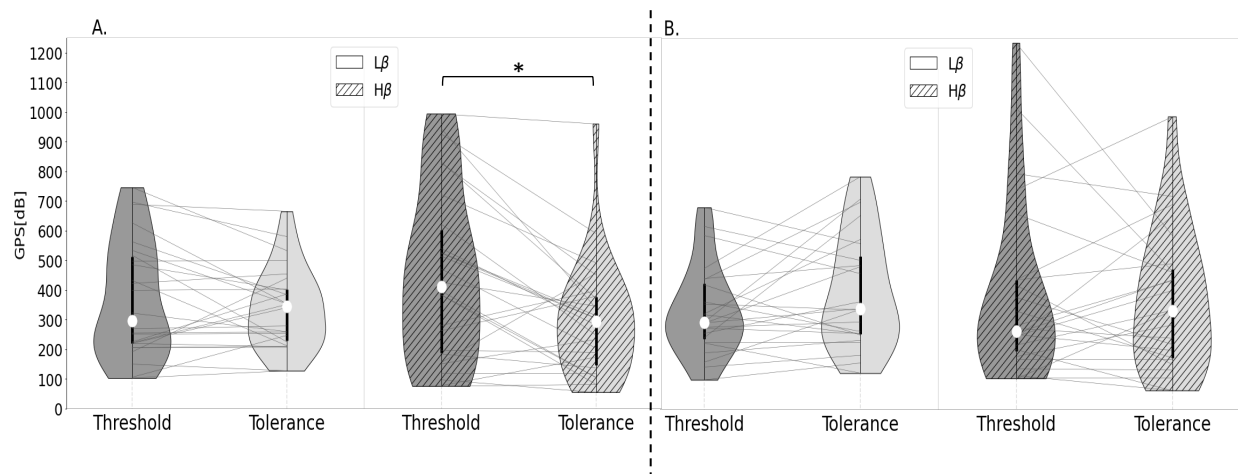 A.
B.
1200
1100
1000
900
800
700
600
500
400
300
200
100
0
GPS[dB]
Lβ
Hβ
*
Lβ
Hβ
Threshold Tolerance Threshold Tolerance Threshold Tolerance Threshold Tolerance